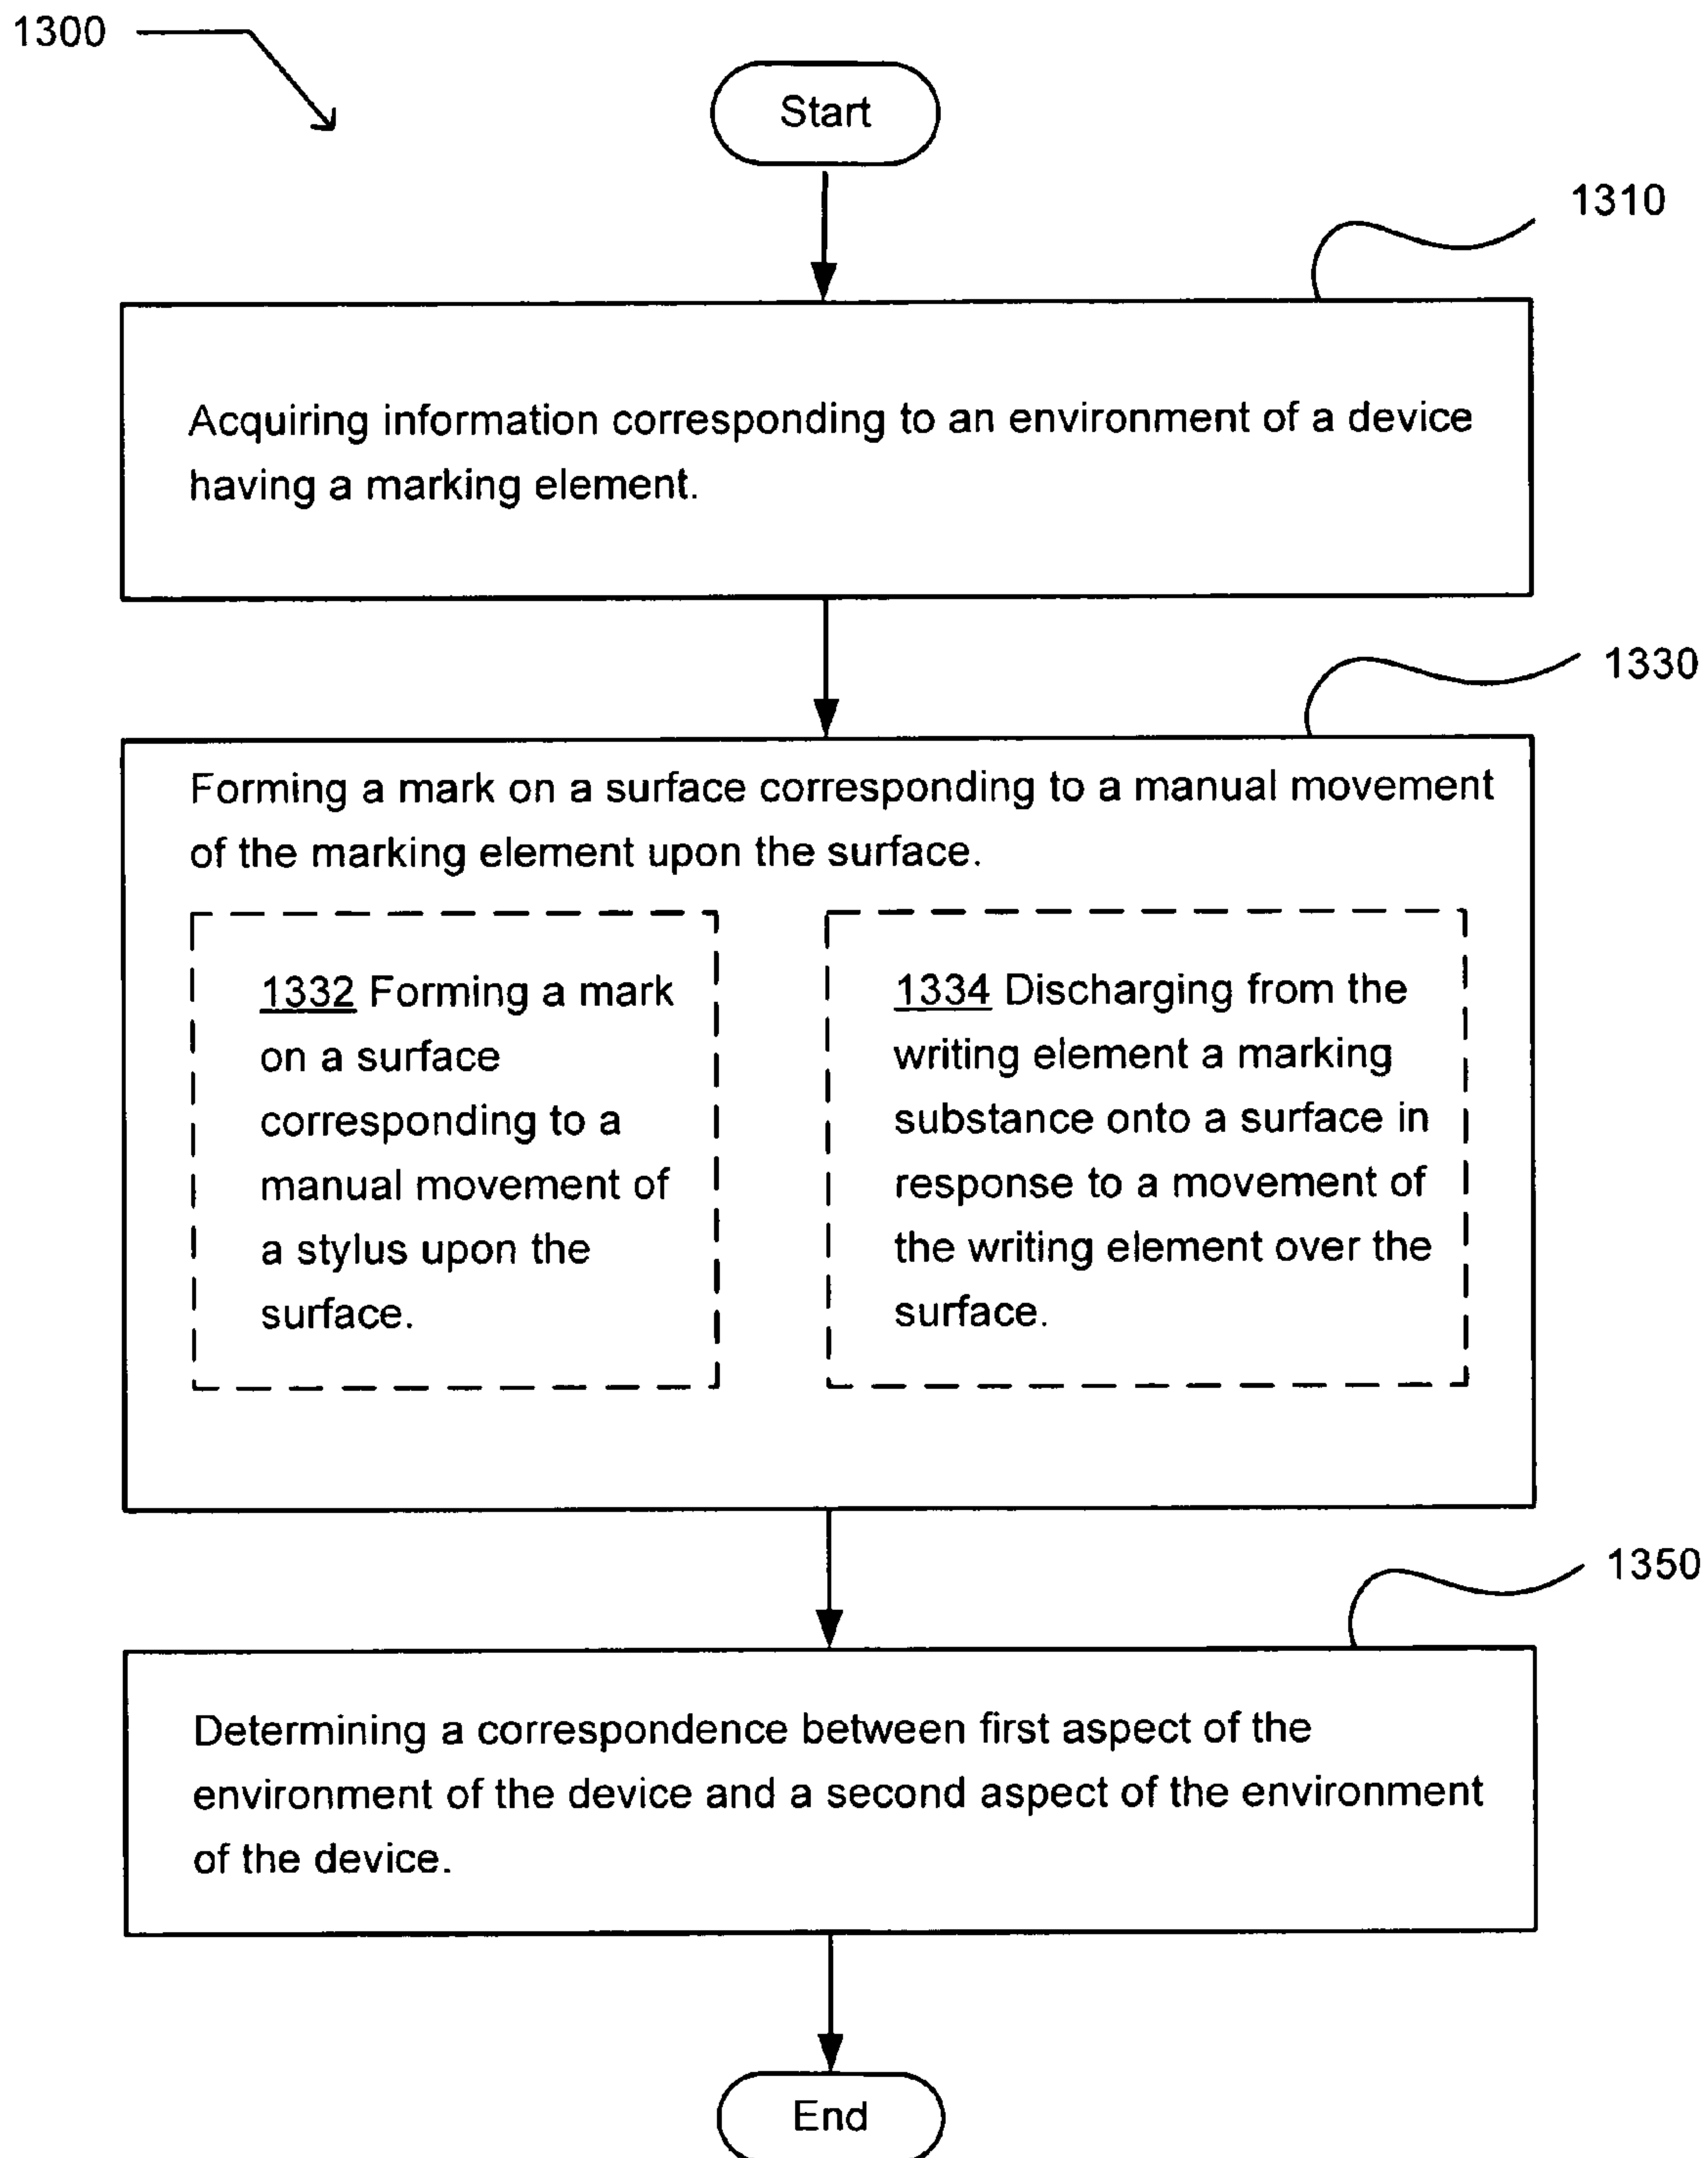 1300
Start
1310
Acquiring information corresponding to an environment of a device
having a marking element.
1330
Forming a mark on a surface corresponding to a manual movement
of the marking element upon the surface.
1332 Forming a mark
on a surface
corresponding to a
manual movement of
a stylus upon the
surface.
1334 Discharging from the
writing element a marking
substance onto a surface in
response to a movement of
the writing element over the
surface.
1350
Determining a correspondence between first aspect of the
environment of the device and a second aspect of the environment
of the device.
End